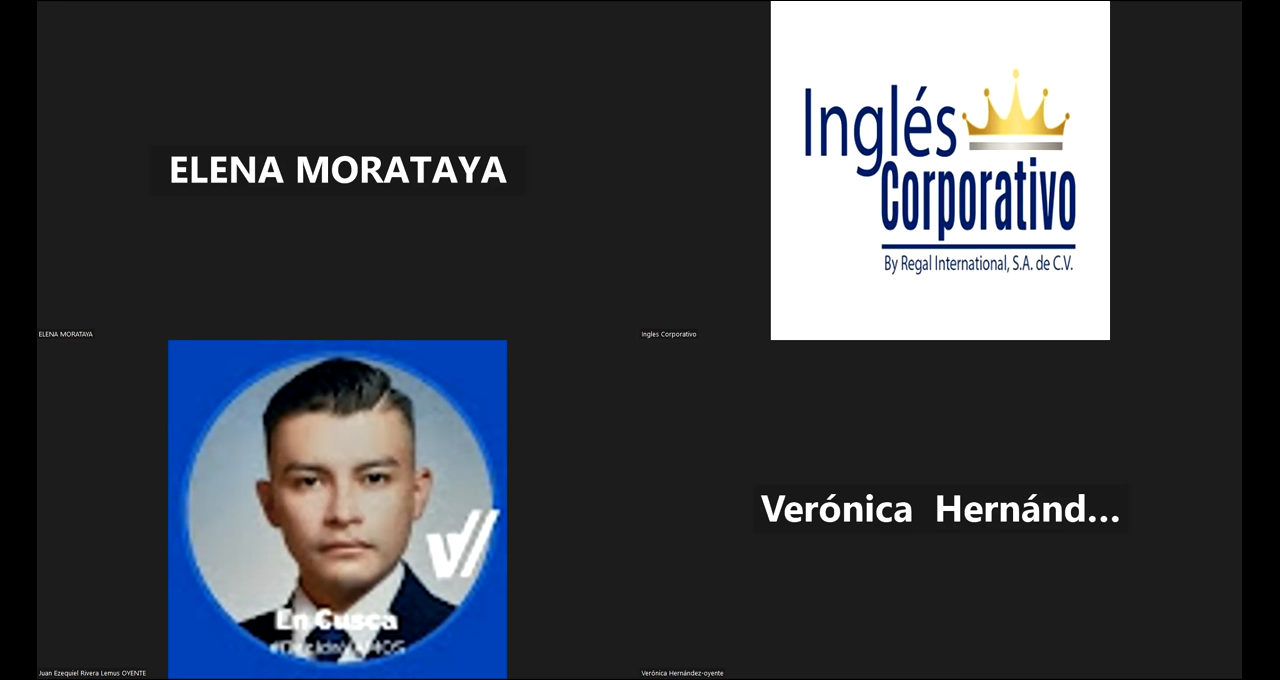 ELENA MORATAYA
ELENA MORATAYA
Inglés
Corporativo
By Regal International, S.A. de C.V.
Ingles Corporativo
En Cusca
Juan Ezequiel Rivera Lemus OYENTE
Verónica Hernánd...
Verónica Hernández-oyente